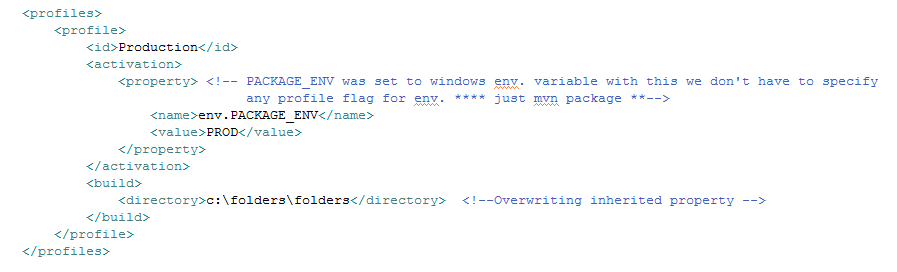 <profiles>
    <profile>
        <id>Production</id>
        <activation>
            <property> <!-- PACKAGE_ENV was set to windows env. variable with this we don't have to specify
                            any profile flag for env. **** just mvn package **-->
                <name>env.PACKAGE_ENV</name>
                <value>PROD</value>
            </property>
        </activation>
        <build>
            <directory>c:\folders\folders</directory>  <!--Overwriting inherited property -->
        </build>
    </profile>
</profiles>